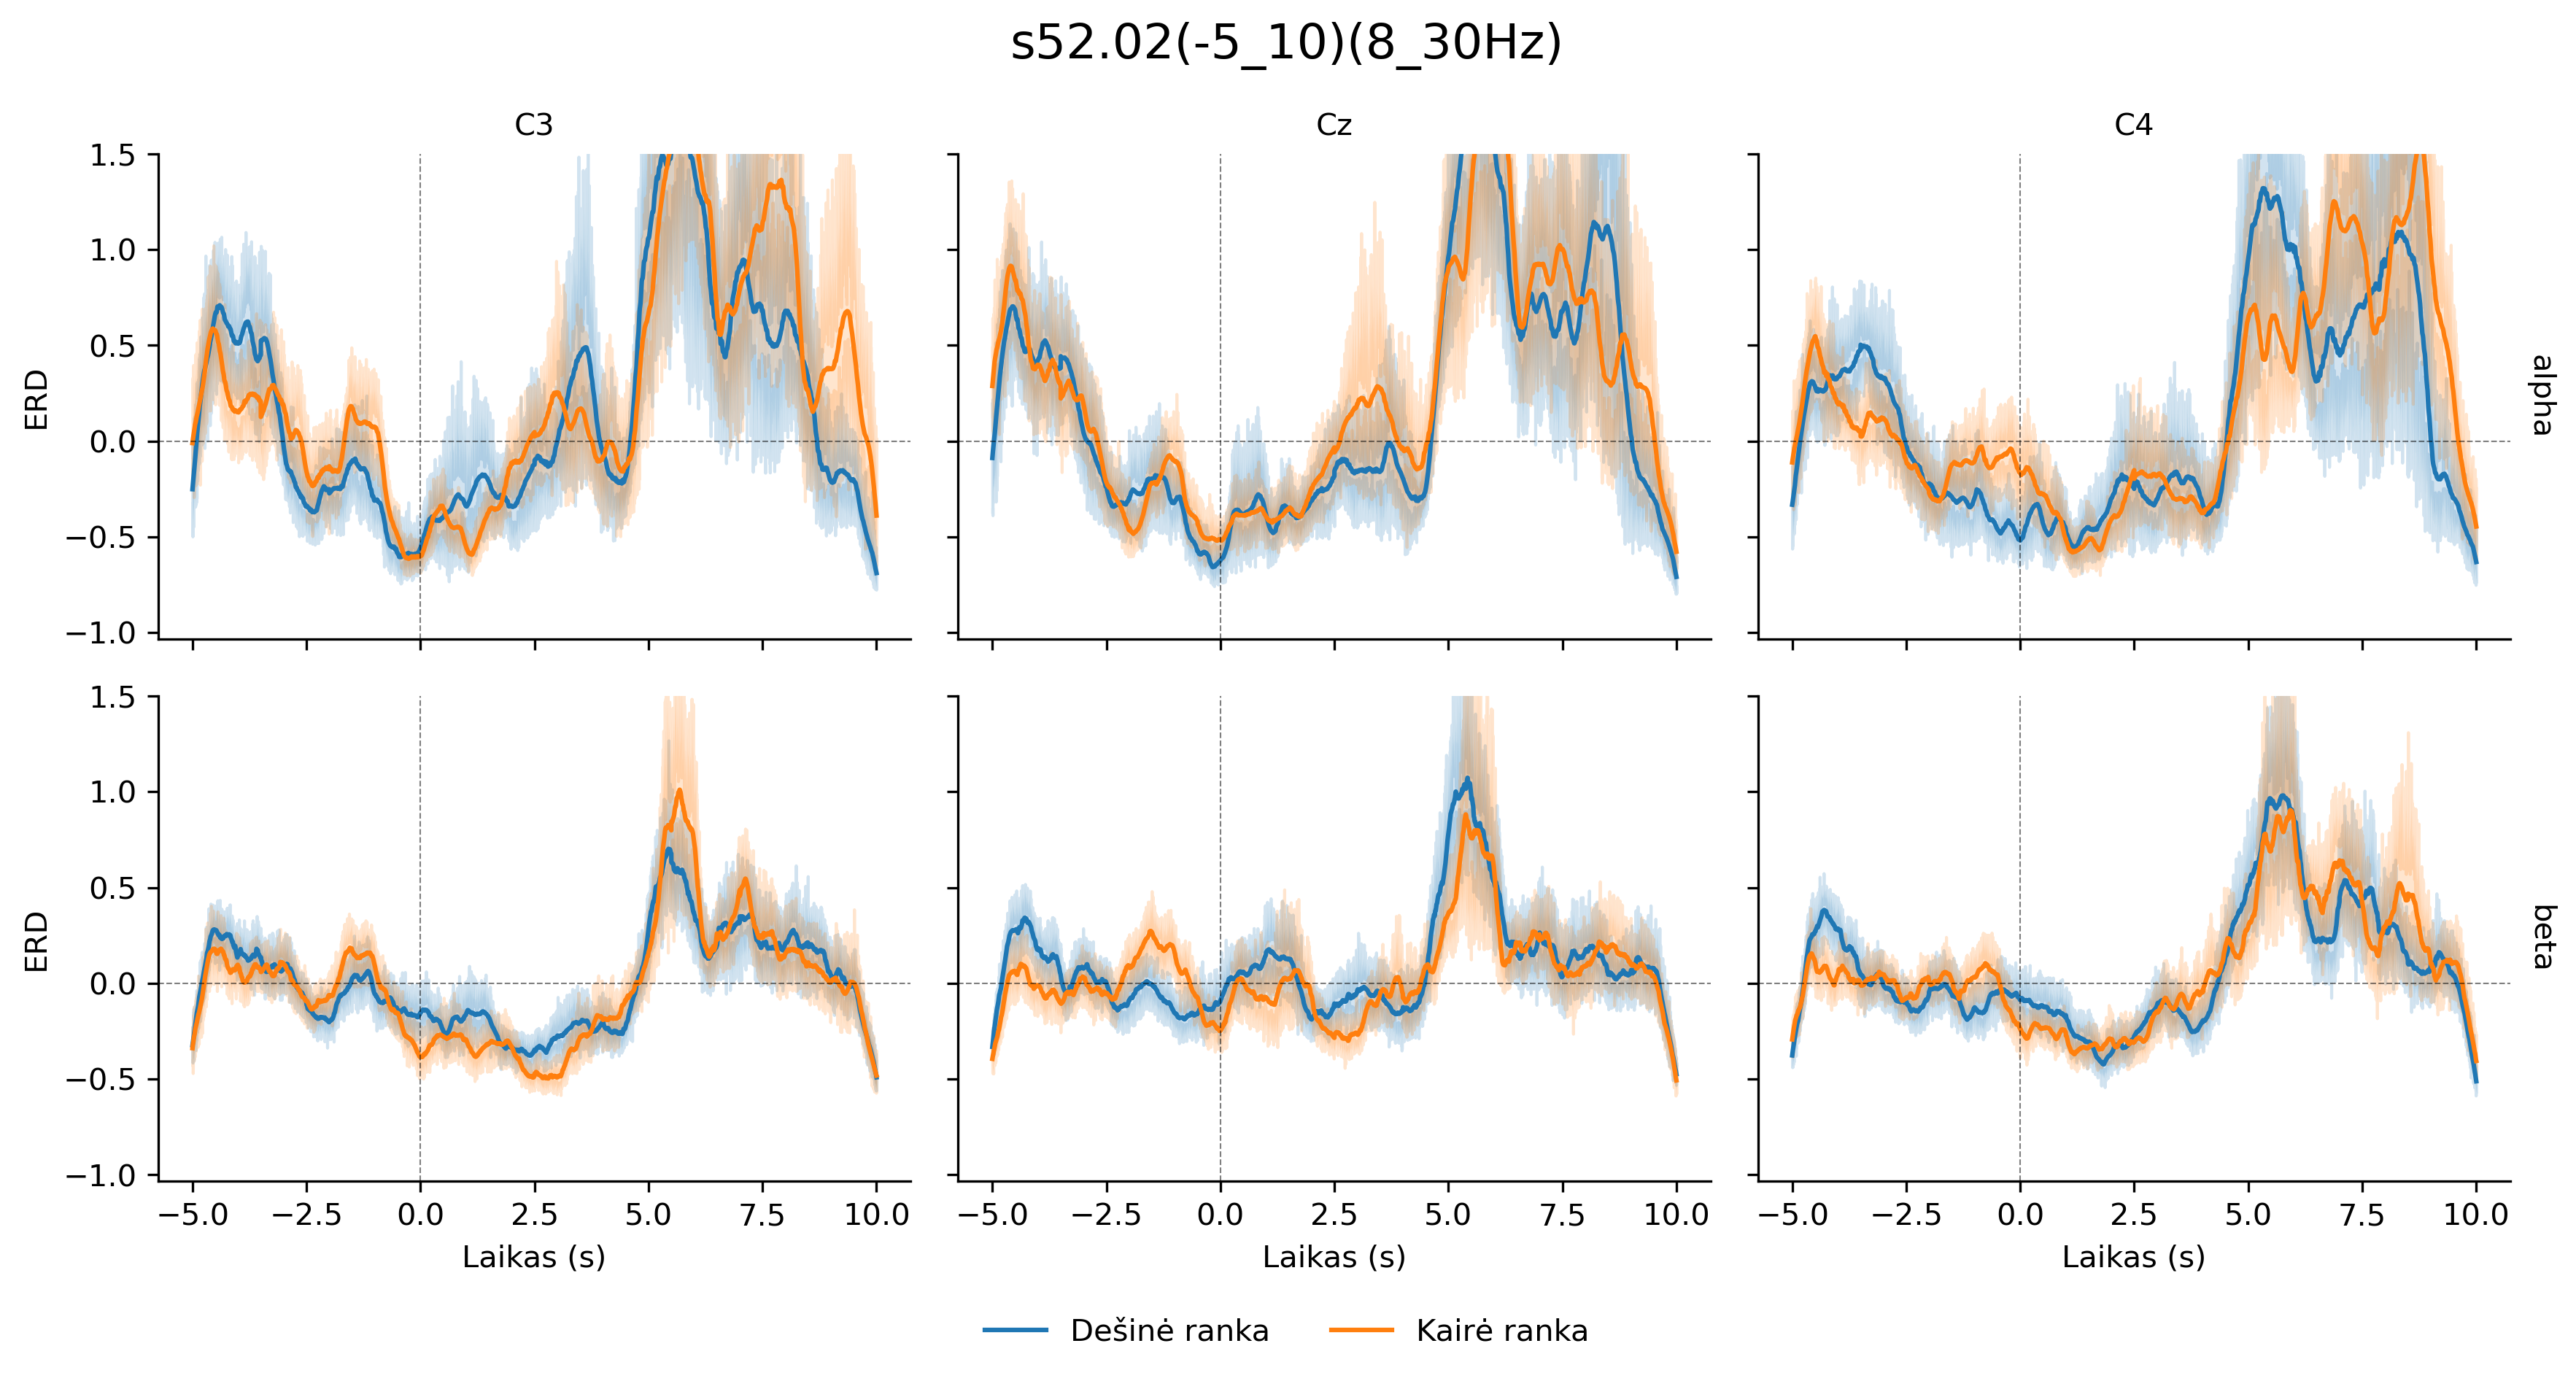 s52.02(-5_10)(8_30Hz)
C3 Cz C4
1.5
1.0
0.5
0.0
−0.5
−1.0
ERD
alpha
1.5
1.0
0.5
0.0
−0.5
−1.0
ERD
beta
−5.0 −2.5 0.0 2.5 5.0 7.5 10.0 −5.0 −2.5 0.0 2.5 5.0 7.5 10.0 −5.0 −2.5 0.0 2.5 5.0 7.5 10.0
Laikas (s) Laikas (s) Laikas (s)
Dešinė ranka Kairė ranka